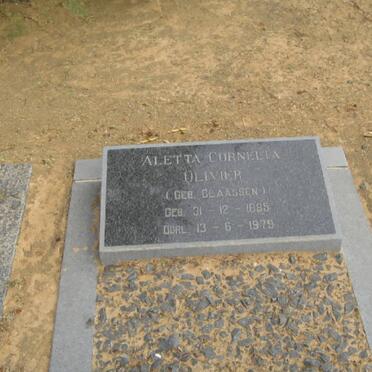 ALETTA CORNELIA
OLIVIER
(GEB. CLAASSEN)
GEB. 31-12-1895
OORL. 13-6-1979